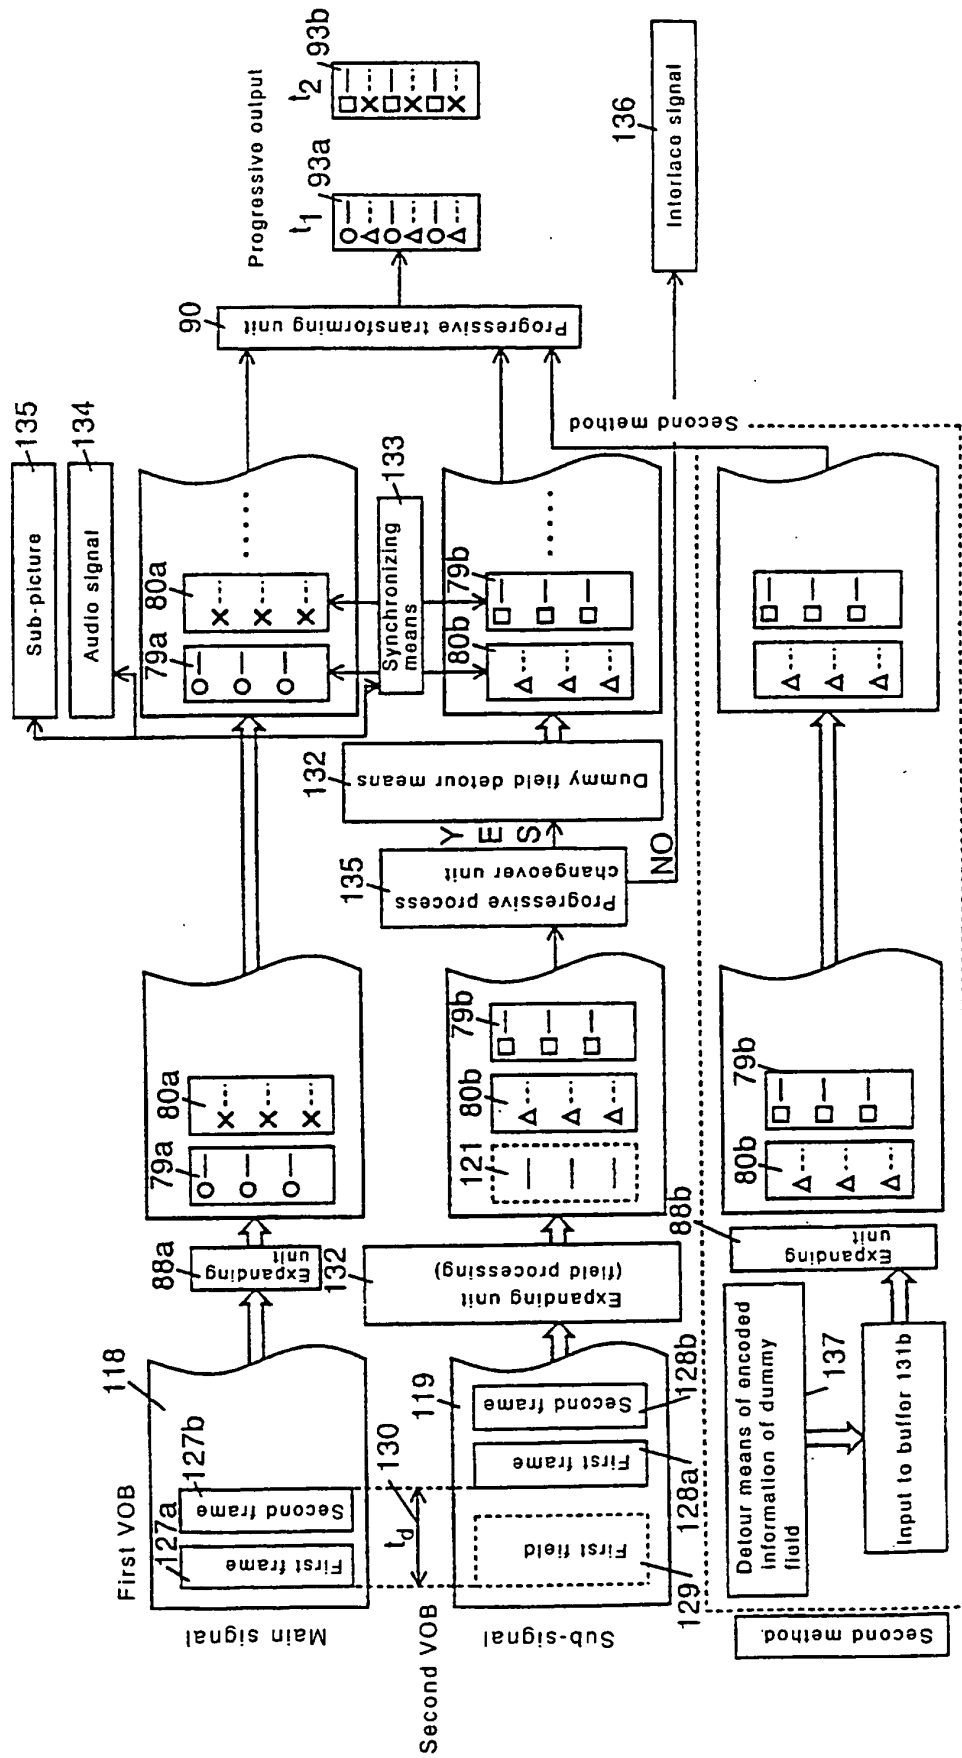 Progressive output
t1
93a
t2
93b
135
Sub-picture
134
Audio signal
90
Progressive transforming unit
136
Interlaco signal
79a
80a
133
Synchronizing
means
80b
79b
Second method
132
Dummy field detour means
YES
NO
135
Progressive process
changeover unit
79a
80a
121
80b
79b
80b
79b
88a
Expanding
unit
132
Expanding unit
(field processing)
88b
Expanding
unit
First VOB
118
127a
First frame
127b
Second frame
Main signal
130
td
Second VOB
119
First field
129
First frame
128a
Second frame
128b
Sub-signal
Detour means of encoded
information of dummy
fluld
137
Input to buffer 131b
Second method.